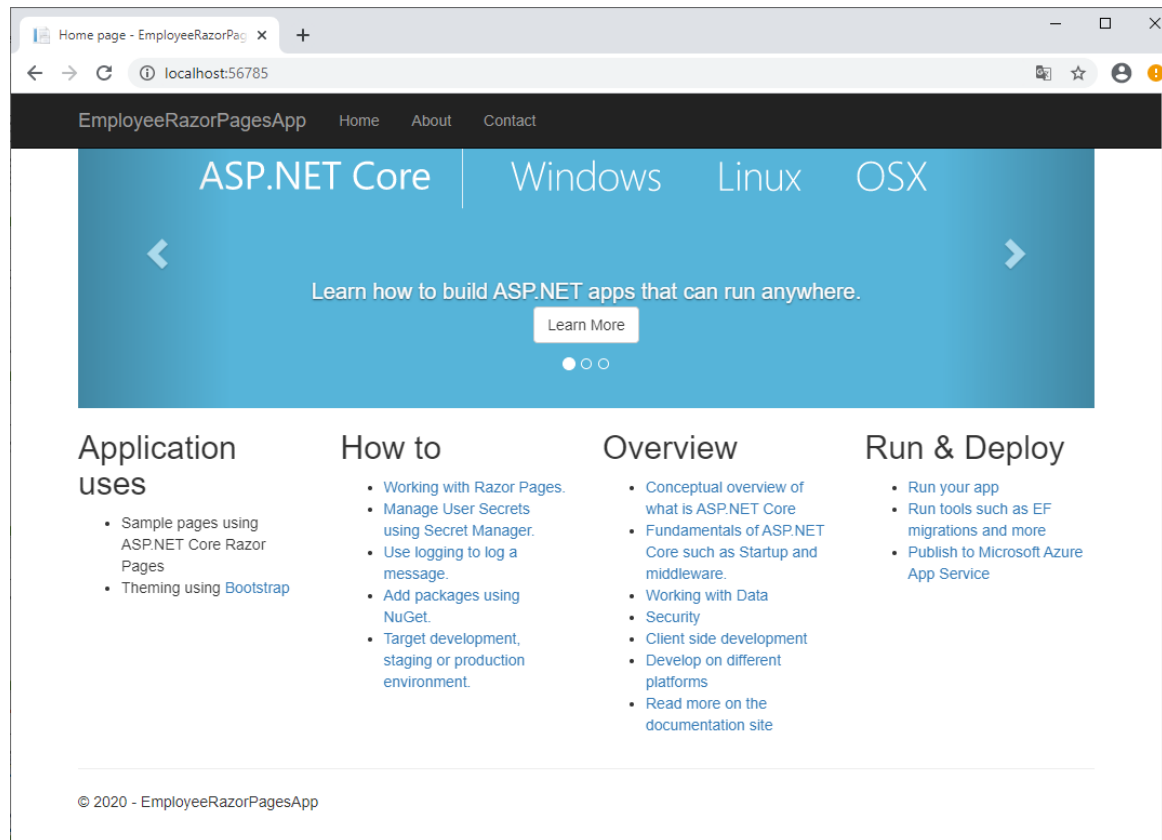 Home page - EmployeeRazorPag
localhost:56785
EmployeeRazorPagesApp Home About Contact
ASP.NET Core Windows Linux OSX
Learn how to build ASP.NET apps that can run anywhere.
Learn More
Application
uses
Sample pages using
ASP.NET Core Razor
Pages
Theming using Bootstrap
How to
Working with Razor Pages.
Manage User Secrets
using Secret Manager.
Use logging to log a
message.
Add packages using
NuGet.
Target development,
staging or production
environment.
Overview
Conceptual overview of
what is ASP.NET Core
Fundamentals of ASP.NET
Core such as Startup and
middleware.
Working with Data
Security
Client side development
Develop on different
platforms
Read more on the
documentation site
Run & Deploy
Run your app
Run tools such as EF
migrations and more
Publish to Microsoft Azure
App Service
© 2020 - EmployeeRazorPagesApp